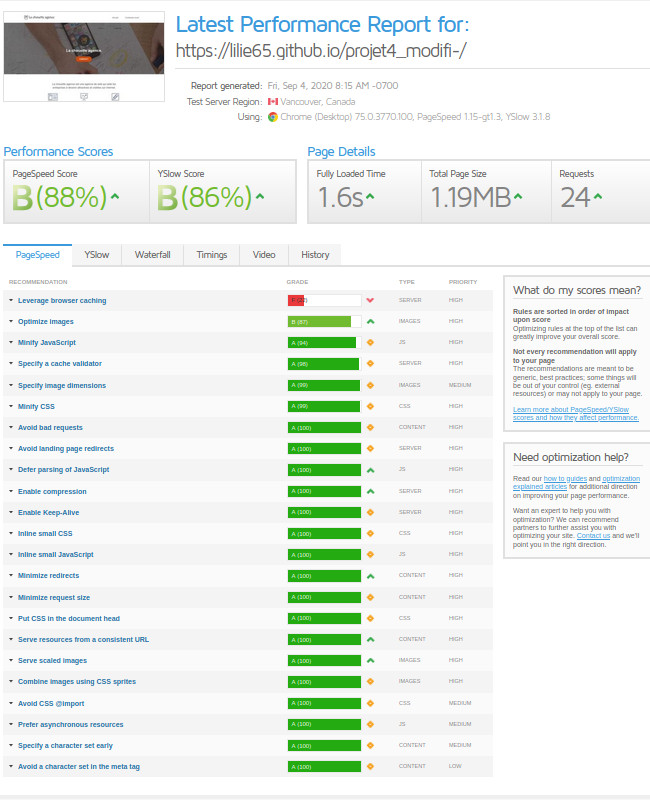 Latest Performance Report for:
https://lilie65.github.io/projet4_modifi-/
Report generated: Fri, Sep 4, 2020 8:15 AM -0700
Test Server Region: Vancouver, Canada
Using: Chrome (Desktop) 75.0.3770.100, PageSpeed 1.15-gt1.3, YSlow 3.1.8
Performance Scores
PageSpeed Score
B (88%)
YSlow Score
B (86%)
Page Details
Fully Loaded Time
1.6s
Total Page Size
1.19MB
Requests
24
PageSpeed YSlow Waterfall Timings Video History
RECOMMENDATION GRADE TYPE PRIORITY
Leverage browser caching SERVER HIGH
Optimize images B (87) IMAGES HIGH
Minify JavaScript A (94) JS HIGH
Specify a cache validator A (98) SERVER HIGH
Specify image dimensions A (99) IMAGES MEDIUM
Minify CSS A (99) CSS HIGH
Avoid bad requests A (100) CONTENT HIGH
Avoid landing page redirects A (100) SERVER HIGH
Defer parsing of JavaScript A (100) JS HIGH
Enable compression A (100) SERVER HIGH
Enable Keep-Alive A (100) SERVER HIGH
Inline small CSS A (100) CSS HIGH
Inline small JavaScript A (100) JS HIGH
Minimize redirects A (100) CONTENT HIGH
Minimize request size A (100) CONTENT HIGH
Put CSS in the document head A (100) CSS HIGH
Serve resources from a consistent URL A (100) CONTENT HIGH
Serve scaled images A (100) IMAGES HIGH
Combine images using CSS sprites A (100) IMAGES HIGH
Avoid CSS @import A (100) CSS MEDIUM
Prefer asynchronous resources A (100) JS MEDIUM
Specify a character set early A (100) CONTENT MEDIUM
Avoid a character set in the meta tag A (100) CONTENT LOW
What do my scores mean?
Rules are sorted in order of impact
upon score
Optimizing rules at the top of the list can
greatly improve your overall score.
Not every recommendation will apply
to your page
The recommendations are meant to be
generic, best practices; some things will
be out of your control (eg. external
resources) or may not apply to your page.
Learn more about PageSpeed/YSlow
scores and how they affect performance.
Need optimization help?
Read our how to guides and optimization
explained articles for additional direction
on improving your page performance.
Want an expert to help you with
optimization? We can recommend
partners to further assist you with
optimizing your site. Contact us and we'll
point you in the right direction.